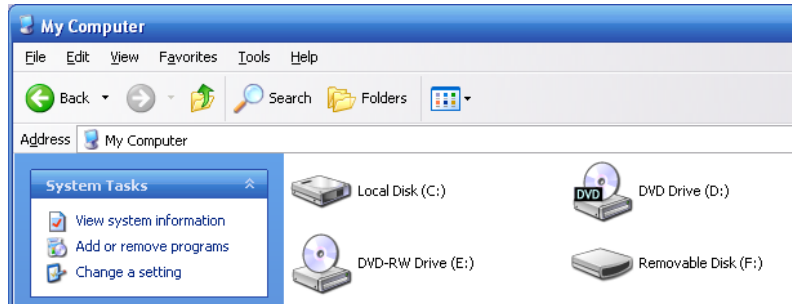 My Computer
File Edit View Favorites Tools Help
Back Search Folders
Address My Computer
System Tasks
View system information
Add or remove programs
Change a setting
Local Disk (C:)
DVD DVD Drive (D:)
DVD-RW Drive (E:)
Removable Disk (F:)